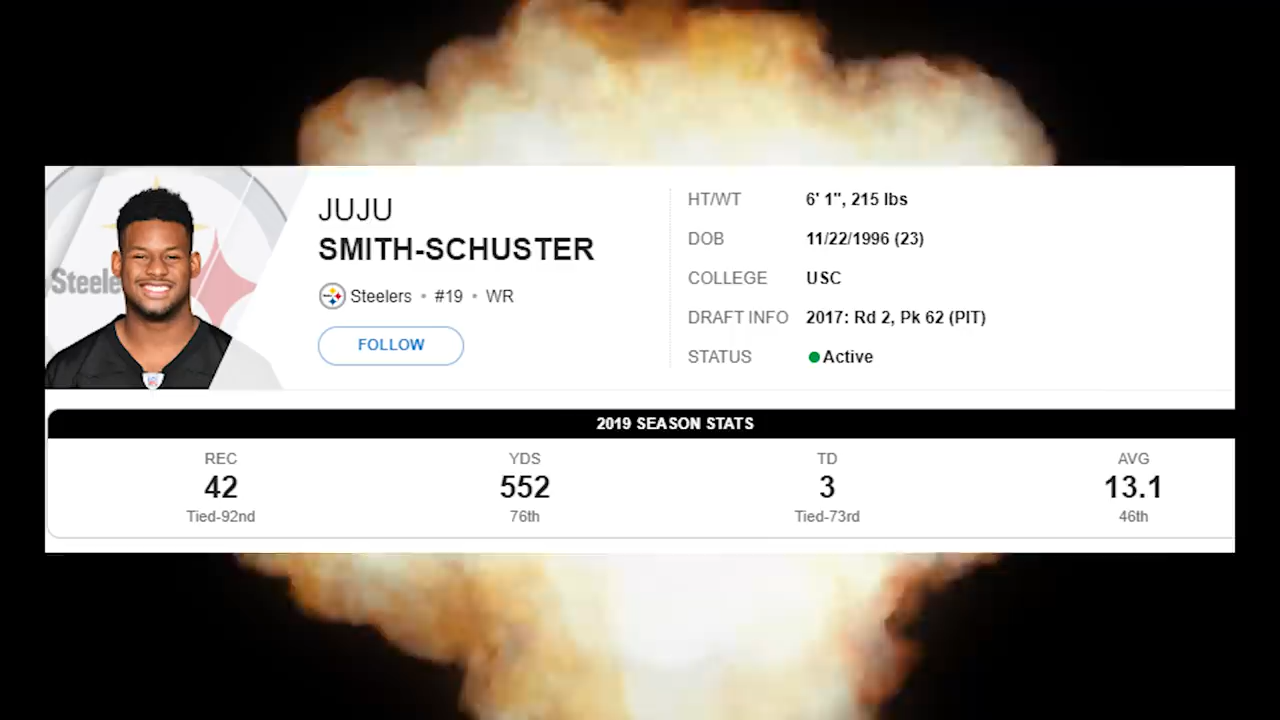 JUJU
SMITH-SCHUSTER
Steelers • #19 • WR
FOLLOW
HT/WT 6' 1", 215 lbs
DOB 11/22/1996 (23)
COLLEGE USC
DRAFT INFO 2017: Rd 2, Pk 62 (PIT)
STATUS Active
Steele
2019 SEASON STATS
REC YDS TD AVG
42 552 3 13.1
Tied-92nd 76th Tied-73rd 46th